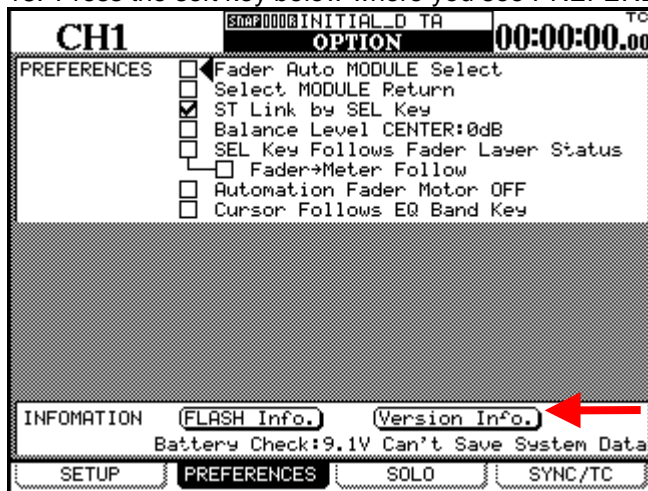 CH1
SNAP000:INITIAL_D TA
OPTION
TC
00:00:00.00
PREFERENCES
Fader Auto MODULE Select
Select MODULE Return
ST Link by SEL Key
Balance Level CENTER:0dB
SEL Key Follows Fader Layer Status
Fader→Meter Follow
Automation Fader Motor OFF
Cursor Follows EQ Band Key
INFOMATION
(FLASH Info.)
(Version Info.)
Battery Check:9.1V Can't Save System Data
SETUP
PREFERENCES
SOLO
SYNC/TC